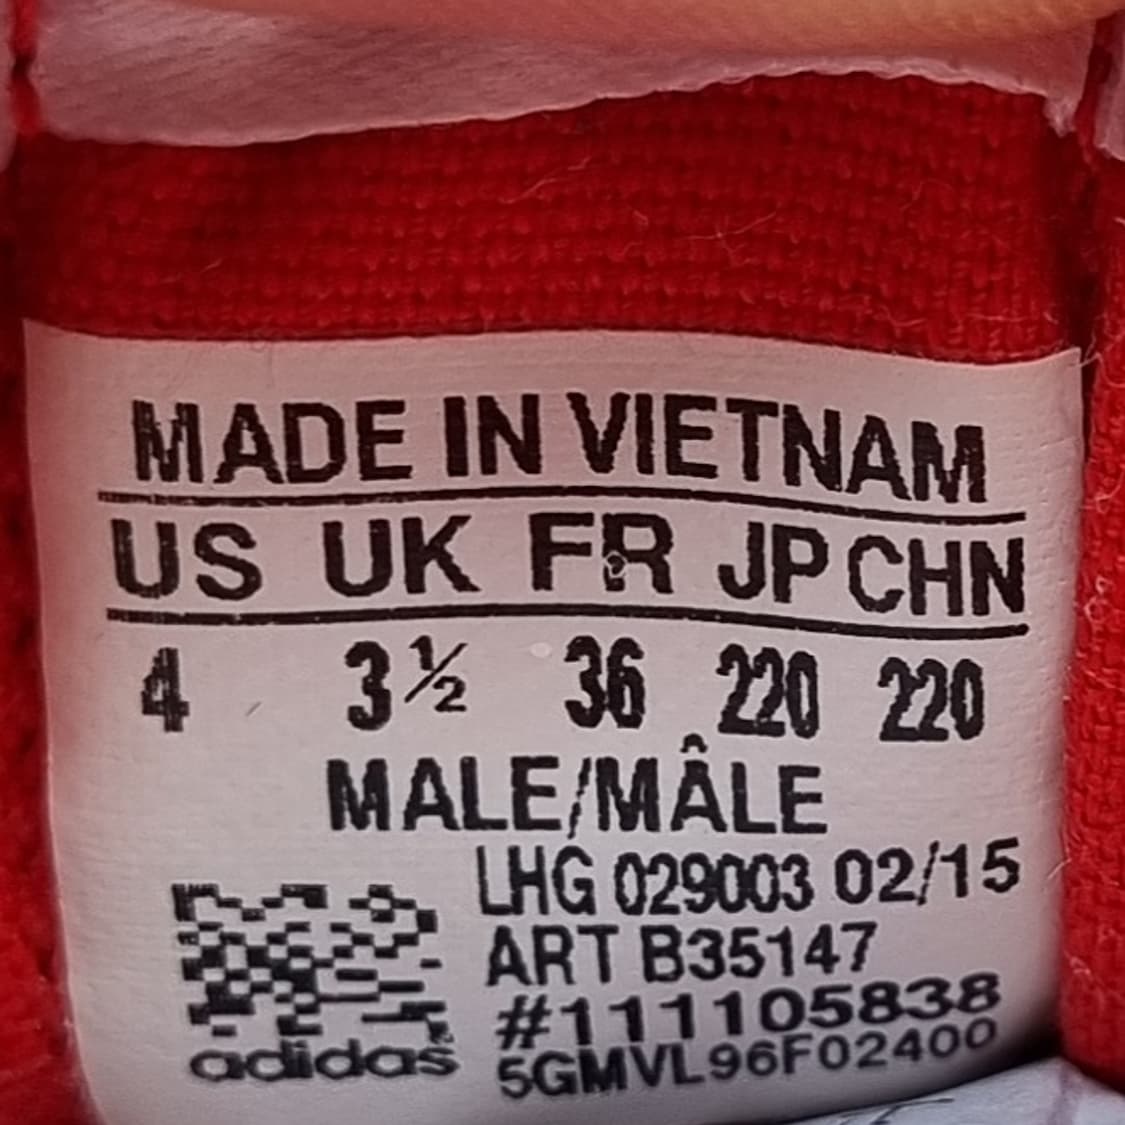 MADE IN VIETNAM
US UK FR JP CHN
4 3½ 36 220 220
MALE/MÂLE
LHG 029003 02/15
ART B35147
#111105838
5GMVL96F02400
adidas